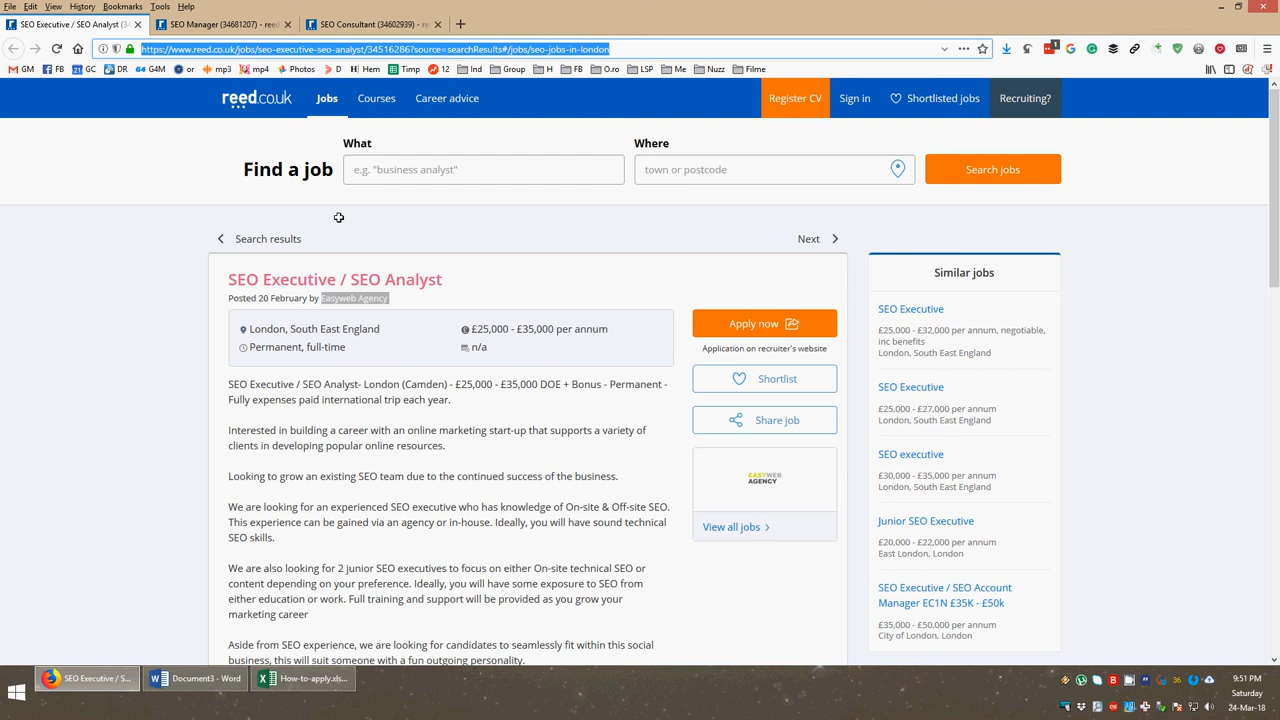 File Edit View History Bookmarks Tools Help
SEO Executive / SEO Analyst (34 × SEO Manager (34681207) - reed × SEO Consultant (34602939) - re × +
https://www.reed.co.uk/jobs/seo-executive-seo-analyst/34516286?source=searchResults#/jobs/seo-jobs-in-london
GM FB GC DR G4M or mp3 mp4 Photos D Hem Timp 12 Ind Group H FB O.ro LSP Me Nuzz Filme
reed.co.uk Jobs Courses Career advice Register CV Sign in Shortlisted jobs Recruiting?
What Where
Find a job e.g. "business analyst" town or postcode Search jobs
Search results Next
SEO Executive / SEO Analyst
Posted 20 February by Easyweb Agency
London, South East England £25,000 - £35,000 per annum
Permanent, full-time n/a
SEO Executive / SEO Analyst- London (Camden) - £25,000 - £35,000 DOE + Bonus - Permanent -
Fully expenses paid international trip each year.
Interested in building a career with an online marketing start-up that supports a variety of
clients in developing popular online resources.
Looking to grow an existing SEO team due to the continued success of the business.
We are looking for an experienced SEO executive who has knowledge of On-site & Off-site SEO.
This experience can be gained via an agency or in-house. Ideally, you will have sound technical
SEO skills.
We are also looking for 2 junior SEO executives to focus on either On-site technical SEO or
content depending on your preference. Ideally, you will have some exposure to SEO from
either education or work. Full training and support will be provided as you grow your
marketing career
Aside from SEO experience, we are looking for candidates to seamlessly fit within this social
business, this will suit someone with a fun outgoing personality.
Apply now
Application on recruiter's website
Shortlist
Share job
EASYWEB
AGENCY
View all jobs
Similar jobs
SEO Executive
£25,000 - £32,000 per annum, negotiable,
inc benefits
London, South East England
SEO Executive
£25,000 - £27,000 per annum
London, South East England
SEO executive
£30,000 - £35,000 per annum
London, South East England
Junior SEO Executive
£20,000 - £22,000 per annum
East London, London
SEO Executive / SEO Account
Manager EC1N £35K - £50k
£35,000 - £50,000 per annum
City of London, London
SEO Executive / S... Document3 - Word How-to-apply.xls...
9:51 PM
Saturday
24-Mar-18